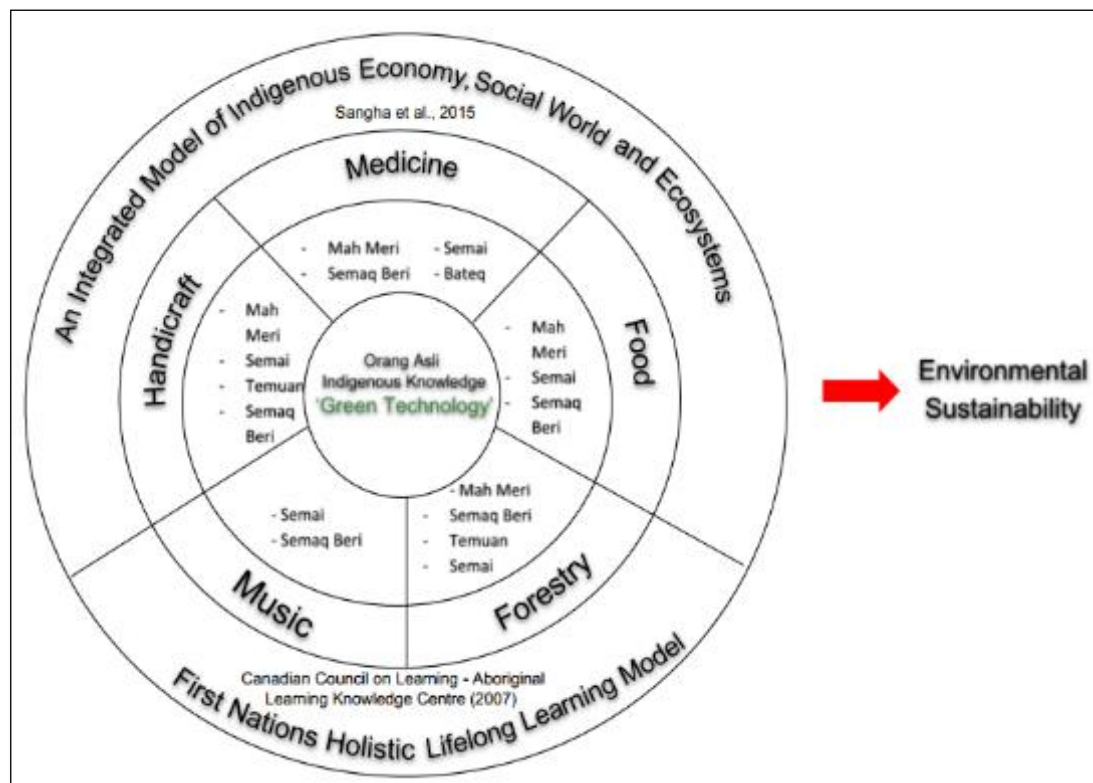 An Integrated Model of Indigenous Economy, Social World and Ecosystems
Sangha et al., 2015
Medicine
- Mah Meri - Semai
- Semaq Beri - Bateq
Handicraft
- Mah
Meri
- Semai
- Temuan
- Semaq
Beri
Orang Asli
Indigenous Knowledge
'Green Technology'
Food
- Mah
Meri
- Semai
- Semaq
Beri
Environmental
Sustainability
- Semai
- Semaq Beri
Music
- Mah Meri
- Semaq Beri
- Temuan
- Semai
Forestry
Canadian Council on Learning - Aboriginal
Learning Knowledge Centre (2007)
First Nations Holistic Lifelong Learning Model